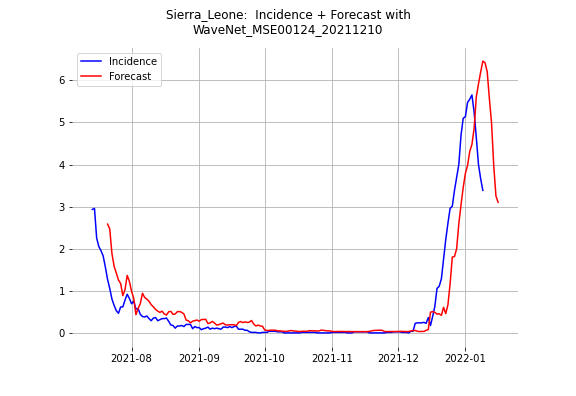 Sierra_Leone:  Incidence + Forecast with
WaveNet_MSE00124_20211210
Incidence
Forecast
6
5
4
3
2
1
0
2021-08 2021-09 2021-10 2021-11 2021-12 2022-01